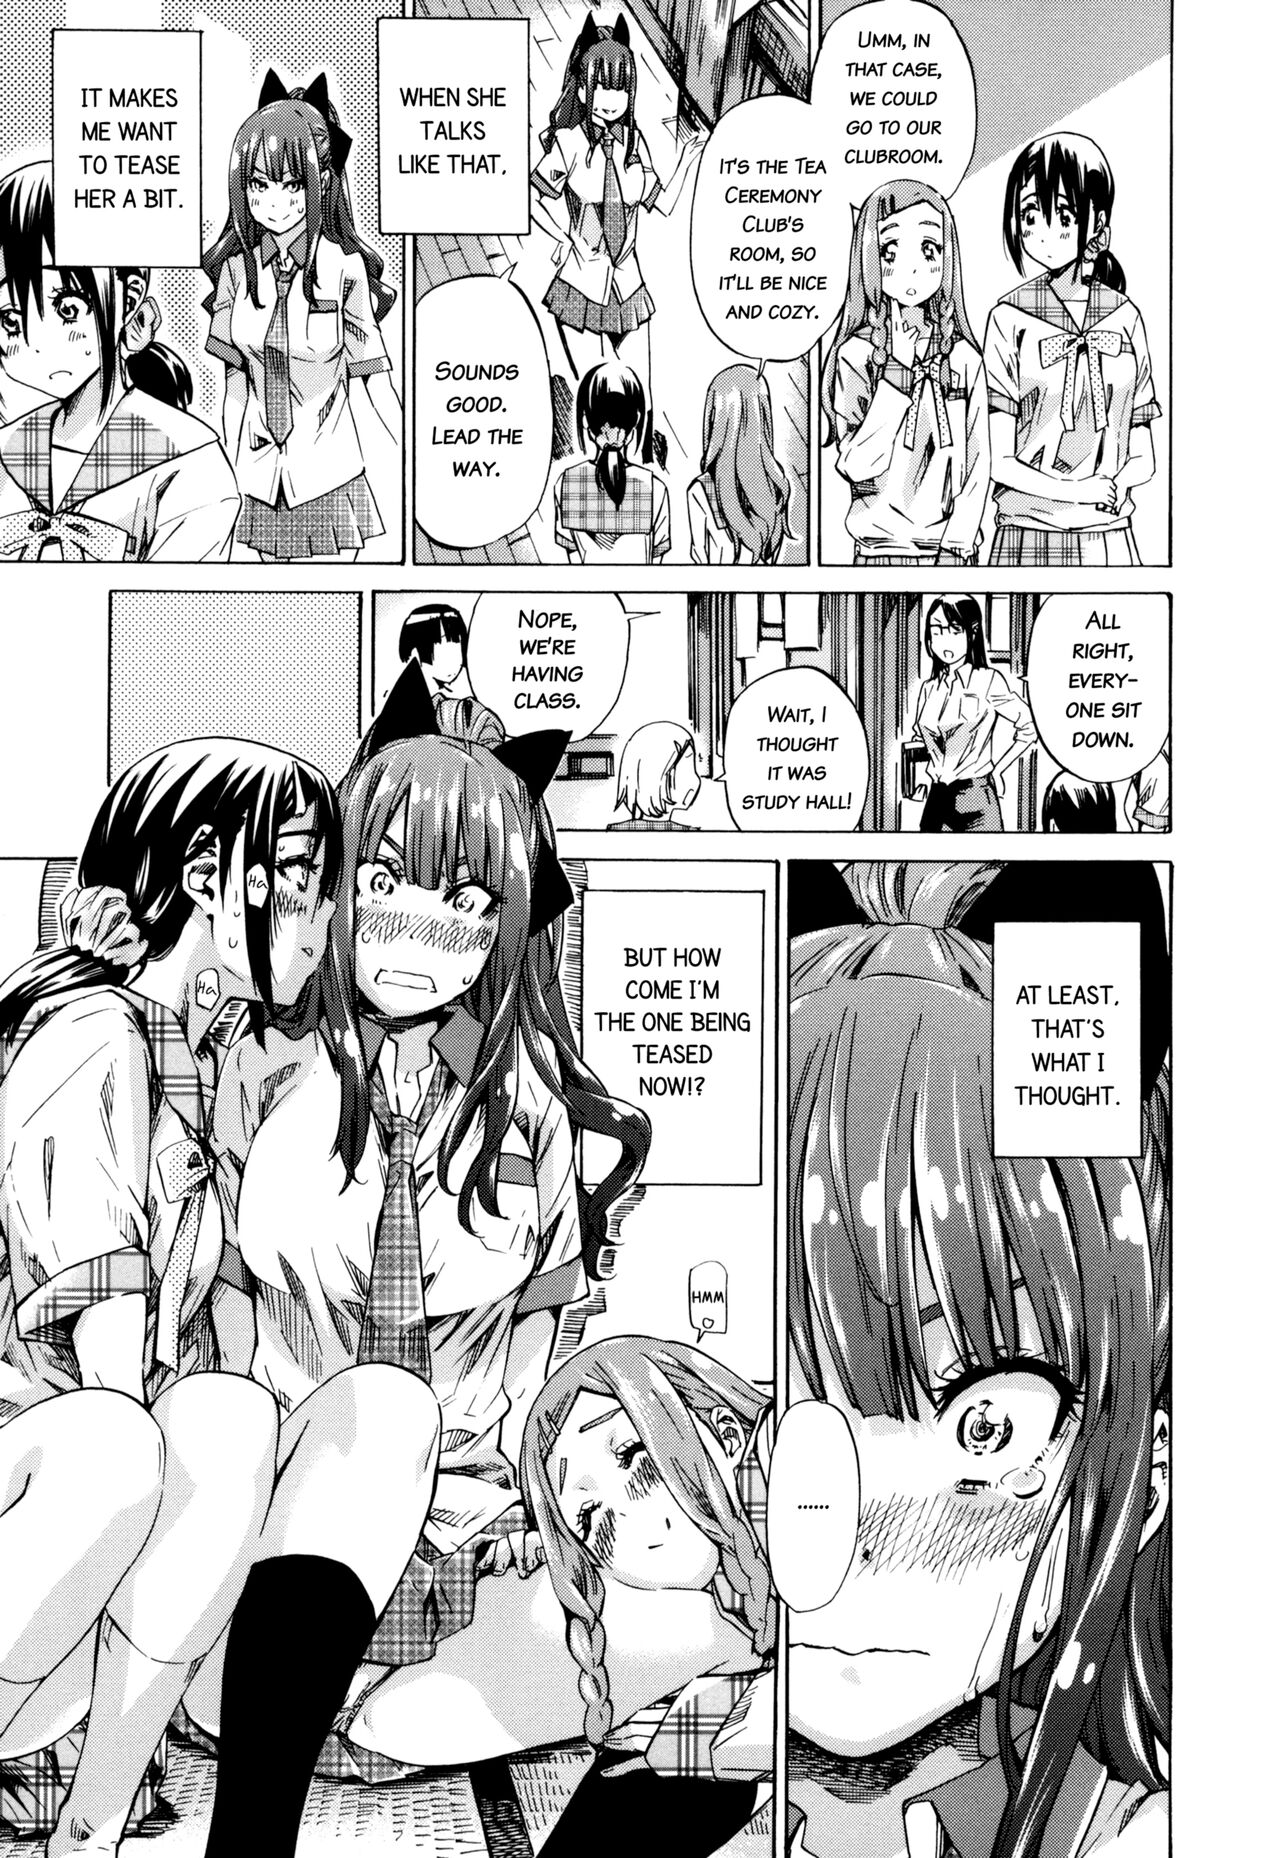 UMM, IN
THAT CASE,
WE COULD
GO TO OUR
CLUBROOM.
IT'S THE TEA
CEREMONY
CLUB'S
ROOM, SO
IT'LL BE NICE
AND COZY.
SOUNDS
GOOD.
LEAD THE
WAY.
WHEN SHE
TALKS
LIKE THAT,
IT MAKES
ME WANT
TO TEASE
HER A BIT.
ALL
RIGHT,
EVERY-
ONE SIT
DOWN.
WAIT, I
THOUGHT
IT WAS
STUDY HALL!
NOPE,
WE'RE
HAVING
CLASS.
AT LEAST,
THAT'S
WHAT I
THOUGHT.
.......
BUT HOW
COME I'M
THE ONE BEING
TEASED
NOW!?
Ha
Ha
HMM